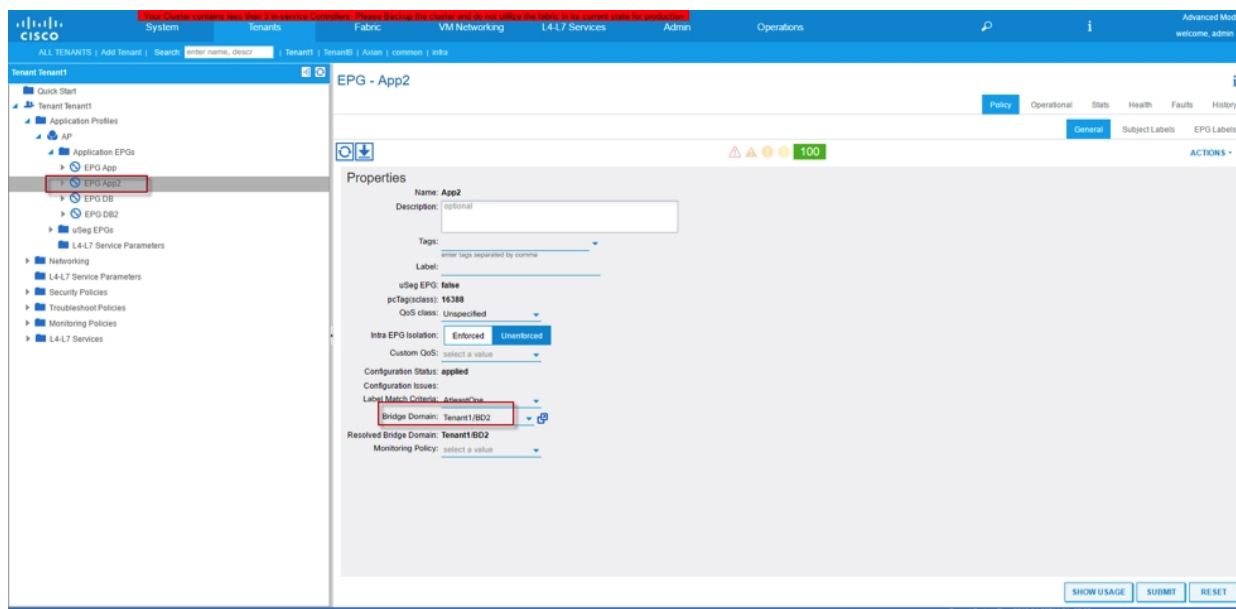 Your Cluster contains less than 3 in-service Controllers. Please Backup the cluster and do not utilize the fabric in its current state for production.
CISCO
System Tenants Fabric VM Networking L4-L7 Services Admin Operations
i
Advanced Mod
welcome, admin
ALL TENANTS | Add Tenant | Search: enter name, descr | Tenant1 | TenantB | Asian | common | infra
Tenant Tenant1
Quick Start
Tenant Tenant1
Application Profiles
AP
Application EPGs
EPG App
EPG App2
EPG DB
EPG DB2
uSeg EPGs
L4-L7 Service Parameters
Networking
L4-L7 Service Parameters
Security Policies
Troubleshoot Policies
Monitoring Policies
L4-L7 Services
EPG - App2
i
Policy Operational Stats Health Faults History
General Subject Labels EPG Labels
100
ACTIONS
Properties
Name: App2
Description: optional
Tags:
enter tags separated by comma
Label:
uSeg EPG: false
pcTag(sclass): 16388
QoS class: Unspecified
Intra EPG Isolation: Enforced Unenforced
Custom QoS: select a value
Configuration Status: applied
Configuration Issues:
Label Match Criteria: AtleastOne
Bridge Domain: Tenant1/BD2
Resolved Bridge Domain: Tenant1/BD2
Monitoring Policy: select a value
SHOW USAGE SUBMIT RESET